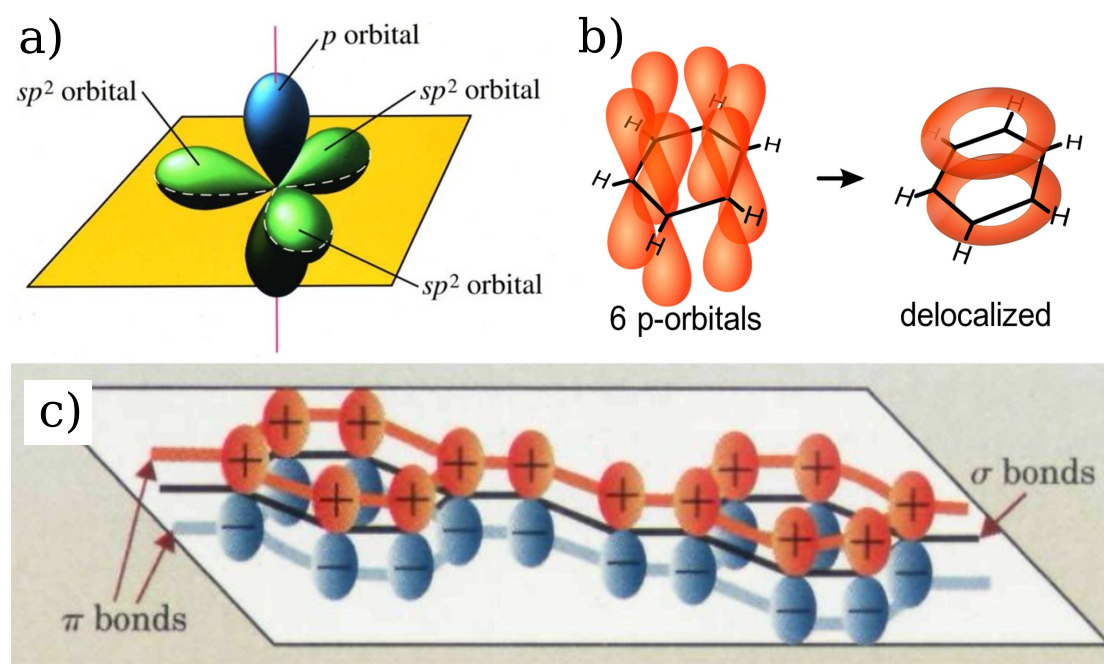 a)
p orbital
sp² orbital
sp² orbital
sp² orbital
b)
H
H
H
H
H
H
6 p-orbitals
H
H
H
H
H
H
delocalized
c)
+ + + + + + + + + + + + + +
− − − − − − − − − −
σ bonds
π bonds